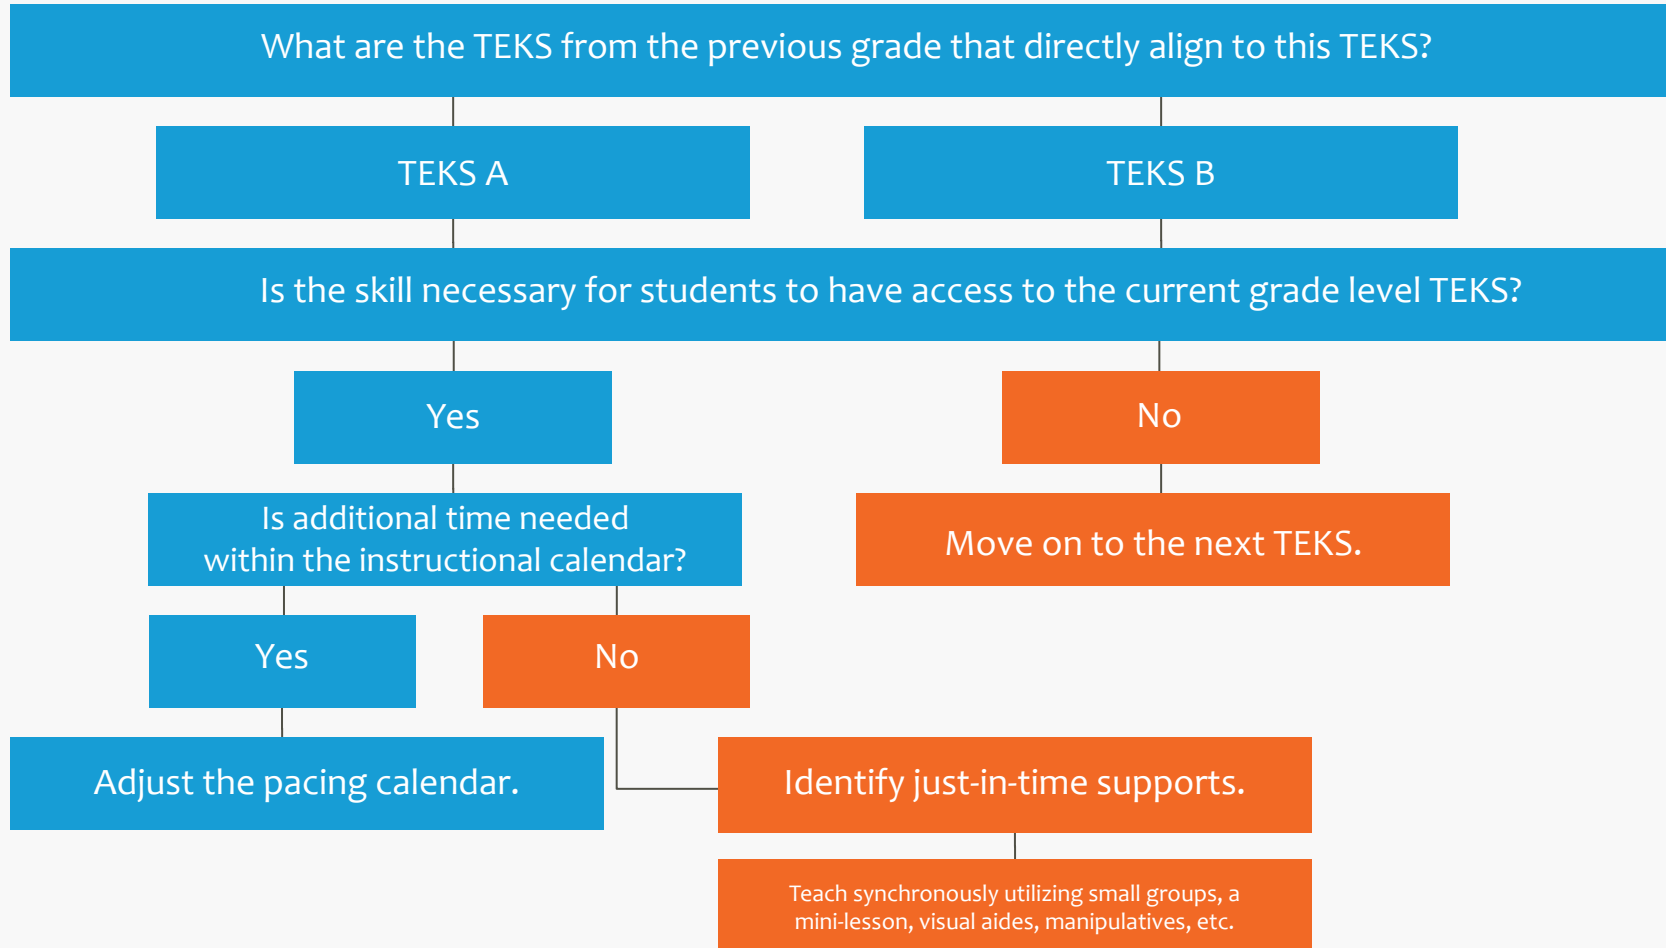 What are the TEKS from the previous grade that directly align to this TEKS?
TEKS A
TEKS B
Is the skill necessary for students to have access to the current grade level TEKS?
Yes
No
Is additional time needed
within the instructional calendar?
Move on to the next TEKS.
Yes
No
Adjust the pacing calendar.
Identify just-in-time supports.
Teach synchronously utilizing small groups, a
mini-lesson, visual aides, manipulatives, etc.